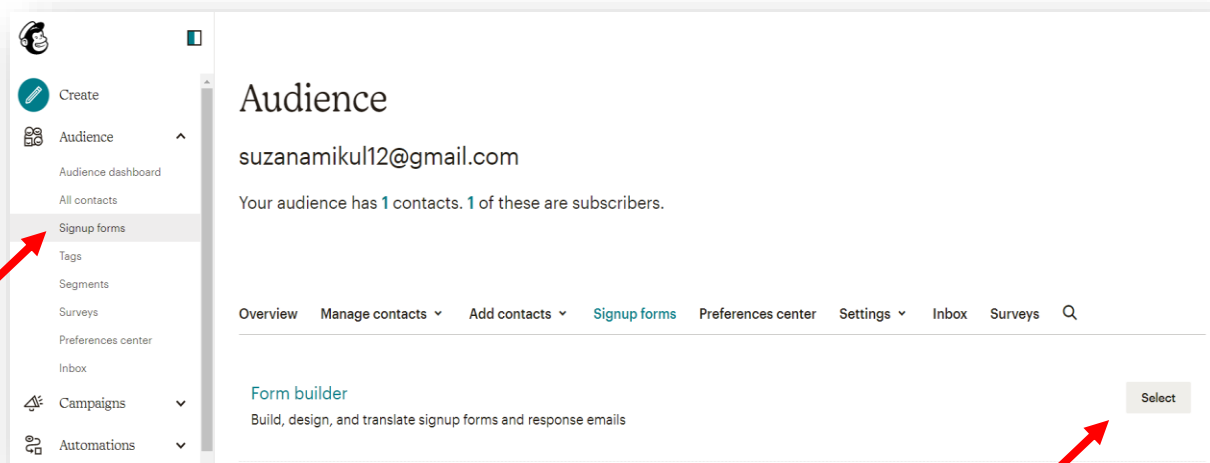 Create
Audience
Audience dashboard
All contacts
Signup forms
Tags
Segments
Surveys
Preferences center
Inbox
Campaigns
Automations
Audience
suzanamikul12@gmail.com
Your audience has 1 contacts. 1 of these are subscribers.
Overview Manage contacts Add contacts Signup forms Preferences center Settings Inbox Surveys
Form builder
Build, design, and translate signup forms and response emails
Select